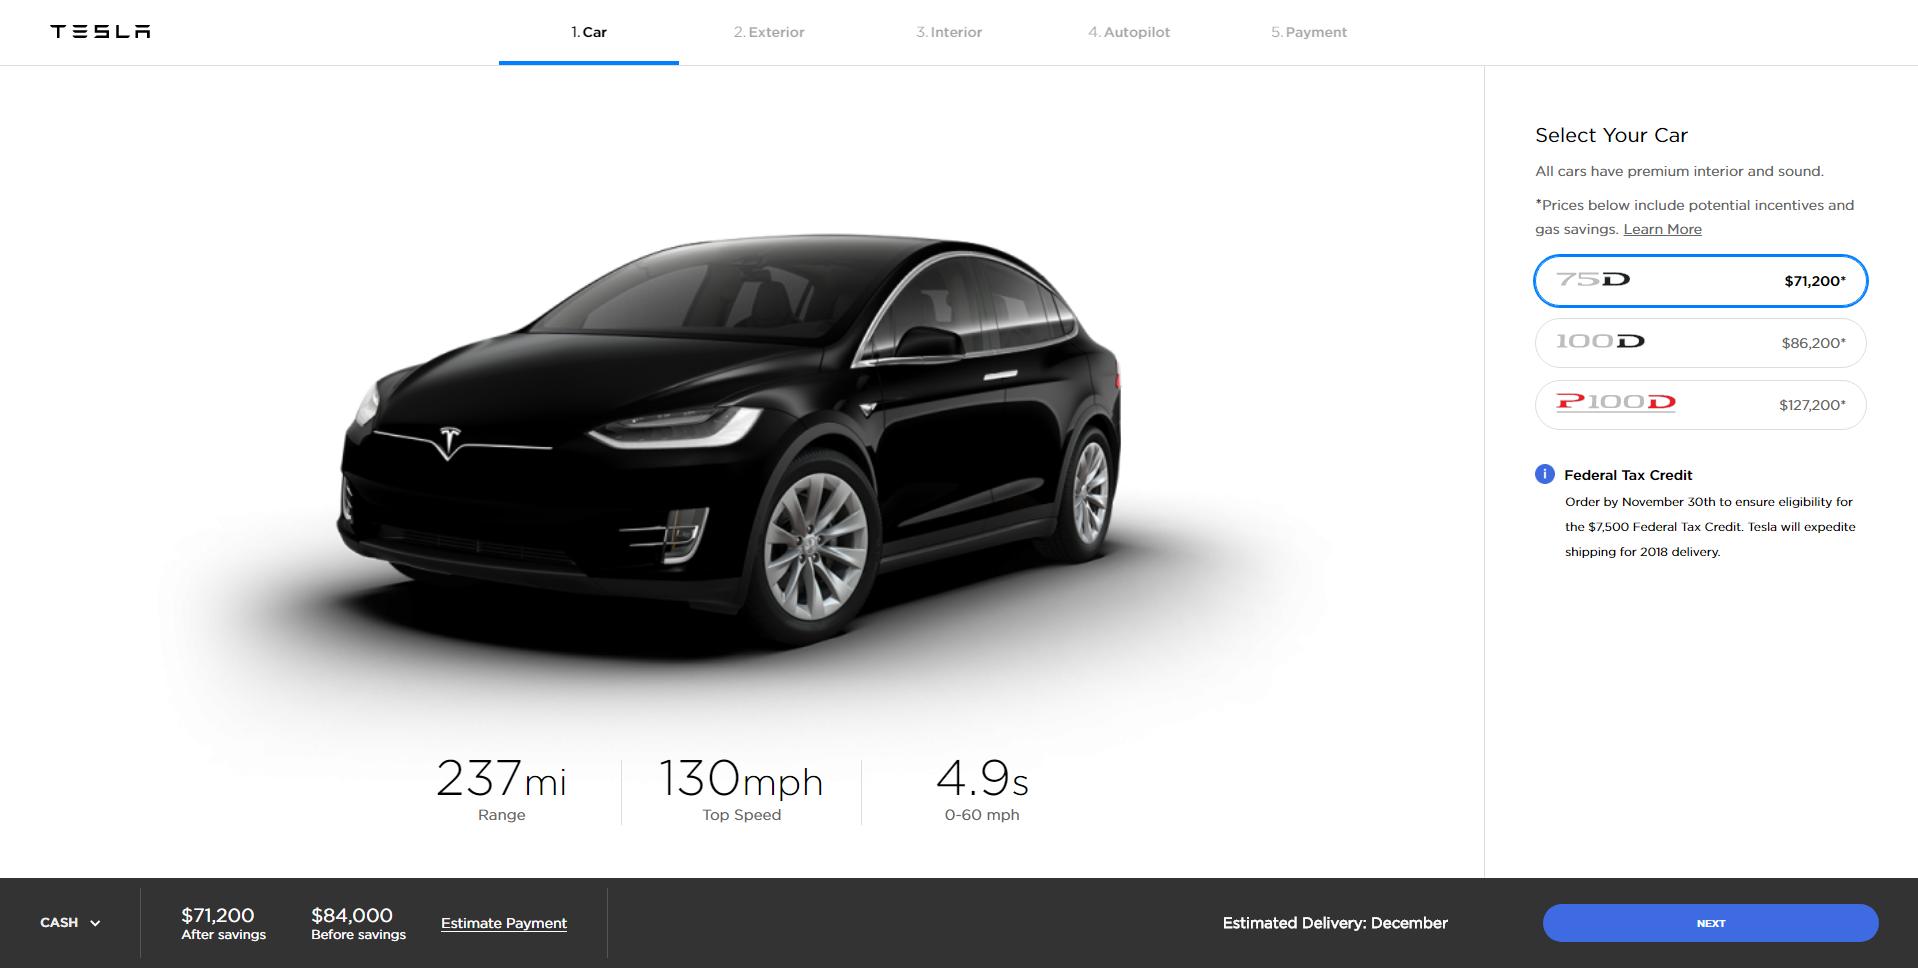 TESLA
1. Car
2. Exterior
3. Interior
4. Autopilot
5. Payment
Select Your Car
All cars have premium interior and sound.
*Prices below include potential incentives and
gas savings. Learn More
75D $71,200*
100D $86,200*
P100D $127,200*
i Federal Tax Credit
Order by November 30th to ensure eligibility for
the $7,500 Federal Tax Credit. Tesla will expedite
shipping for 2018 delivery.
237mi
Range
130mph
Top Speed
4.9s
0-60 mph
CASH
$71,200
After savings
$84,000
Before savings
Estimate Payment
Estimated Delivery: December
NEXT